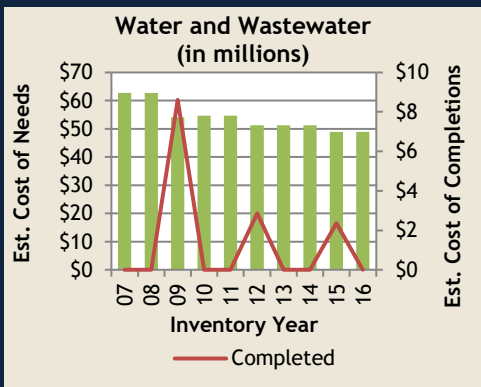 Water and Wastewater
(in millions)
Est. Cost of Needs
$70
$60
$50
$40
$30
$20
$10
$0
$10
$8
$6
$4
$2
$0
Est. Cost of Completions
07 08 09 10 11 12 13 14 15 16
Inventory Year
Completed